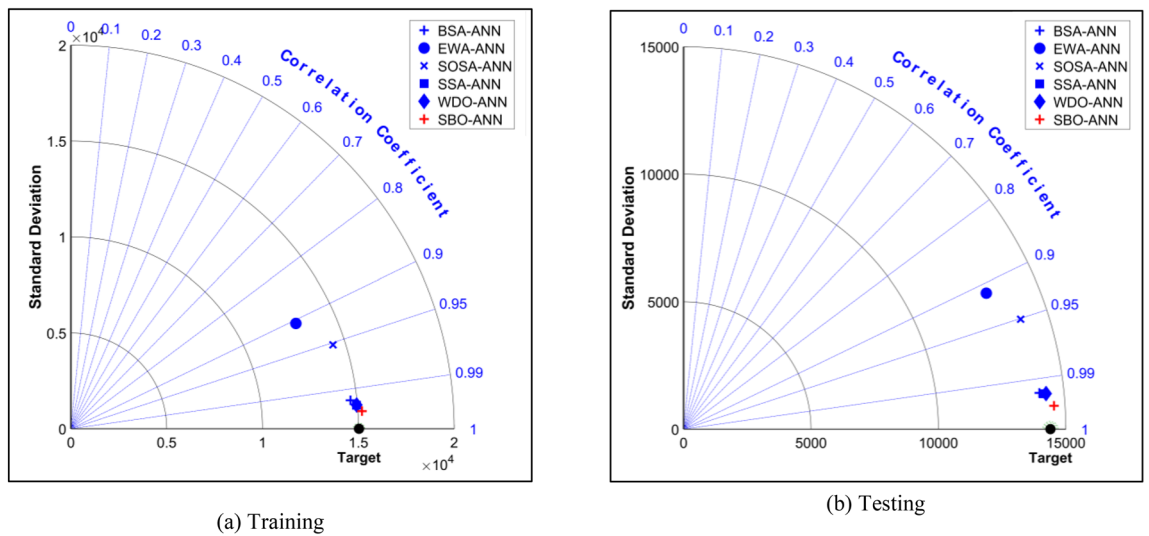 BSA-ANN
EWA-ANN
SOSA-ANN
SSA-ANN
WDO-ANN
SBO-ANN
Correlation Coefficient
0
0.1
0.2
0.3
0.4
0.5
0.6
0.7
0.8
0.9
0.95
0.99
1
×10⁴
2
1.5
1
0.5
0
Standard Deviation
0
0.5
1
1.5
2
Target
×10⁴
(a) Training
BSA-ANN
EWA-ANN
SOSA-ANN
SSA-ANN
WDO-ANN
SBO-ANN
Correlation Coefficient
0
0.1
0.2
0.3
0.4
0.5
0.6
0.7
0.8
0.9
0.95
0.99
1
15000
10000
5000
0
Standard Deviation
0
5000
10000
15000
Target
(b) Testing